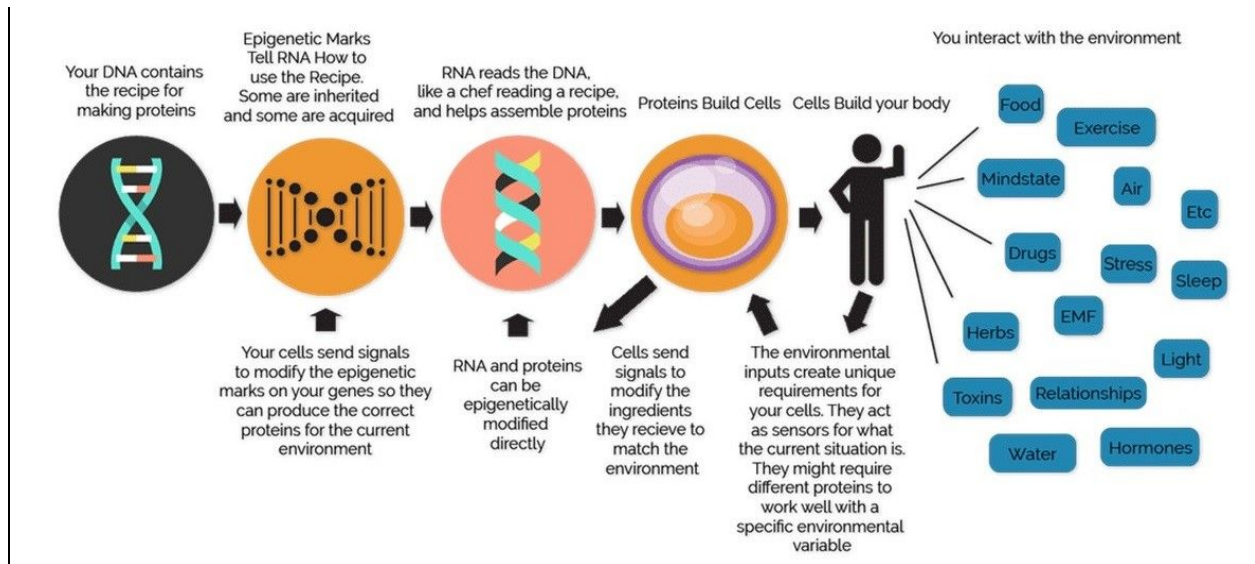 Your DNA contains
the recipe for
making proteins
Epigenetic Marks
Tell RNA How to
use the Recipe.
Some are inherited
and some are acquired
RNA reads the DNA,
like a chef reading a recipe,
and helps assemble proteins
Proteins Build Cells
Cells Build your body
You interact with the environment
Food
Exercise
Mindstate
Air
Etc
Drugs
Stress
Sleep
Herbs
EMF
Light
Toxins
Relationships
Water
Hormones
Your cells send signals
to modify the epigenetic
marks on your genes so they
can produce the correct
proteins for the current
environment
RNA and proteins
can be
epigenetically
modified
directly
Cells send
signals to
modify the
ingredients
they recieve to
match the
environment
The environmental
inputs create unique
requirements for
your cells. They act
as sensors for what
the current situation is.
They might require
different proteins to
work well with a
specific environmental
variable